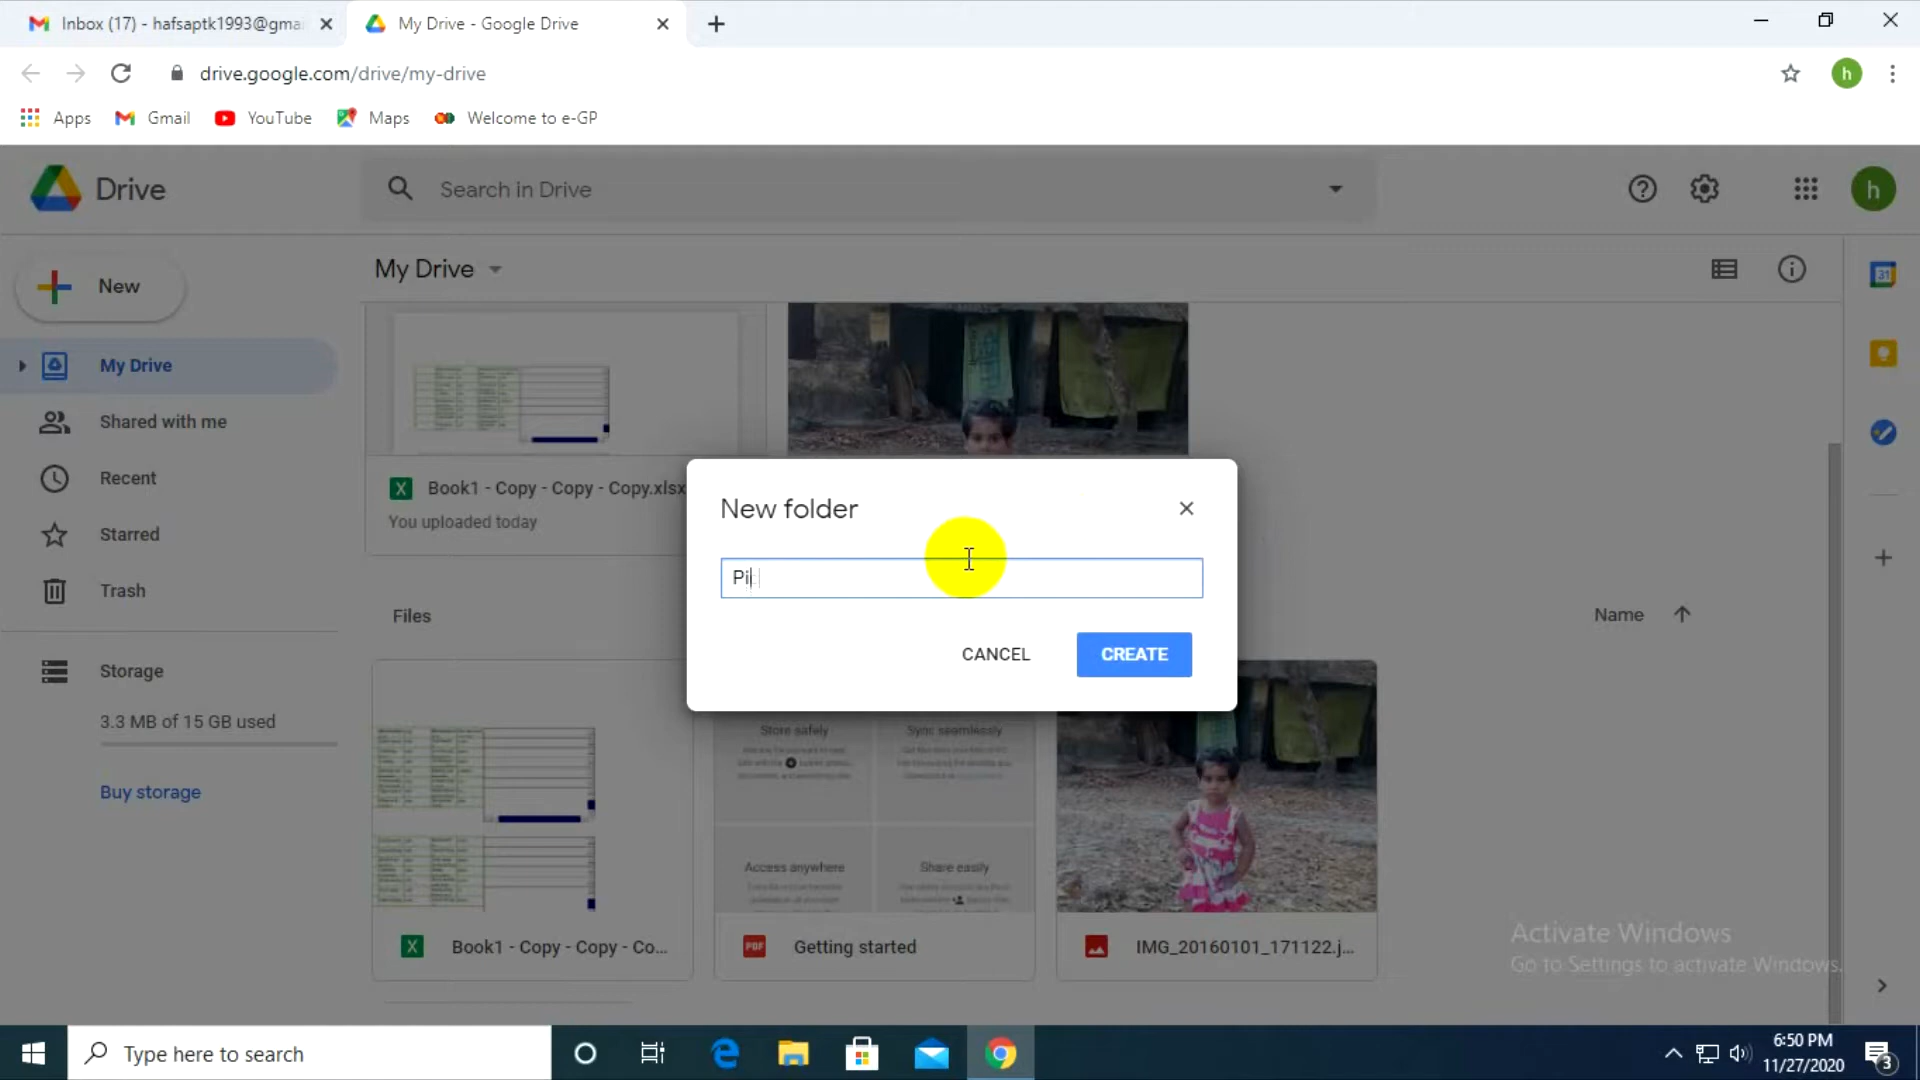 Inbox (17) - hafsaptk1993@gma
My Drive - Google Drive
drive.google.com/drive/my-drive
h
Apps
Gmail
YouTube
Maps
Welcome to e-GP
Drive
Search in Drive
h
New
My Drive
31
My Drive
Shared with me
Recent
Starred
Trash
Storage
3.3 MB of 15 GB used
Buy storage
Book1 - Copy - Copy - Copy.xlsx
You uploaded today
New folder
Pi
CANCEL
CREATE
Files
Name
Store safely
Sync seamlessly
Access anywhere
Share easily
Book1 - Copy - Copy - Co...
PDF
Getting started
IMG_20160101_171122.j...
Activate Windows
Go to Settings to activate Windows.
Type here to search
6:50 PM
11/27/2020
3